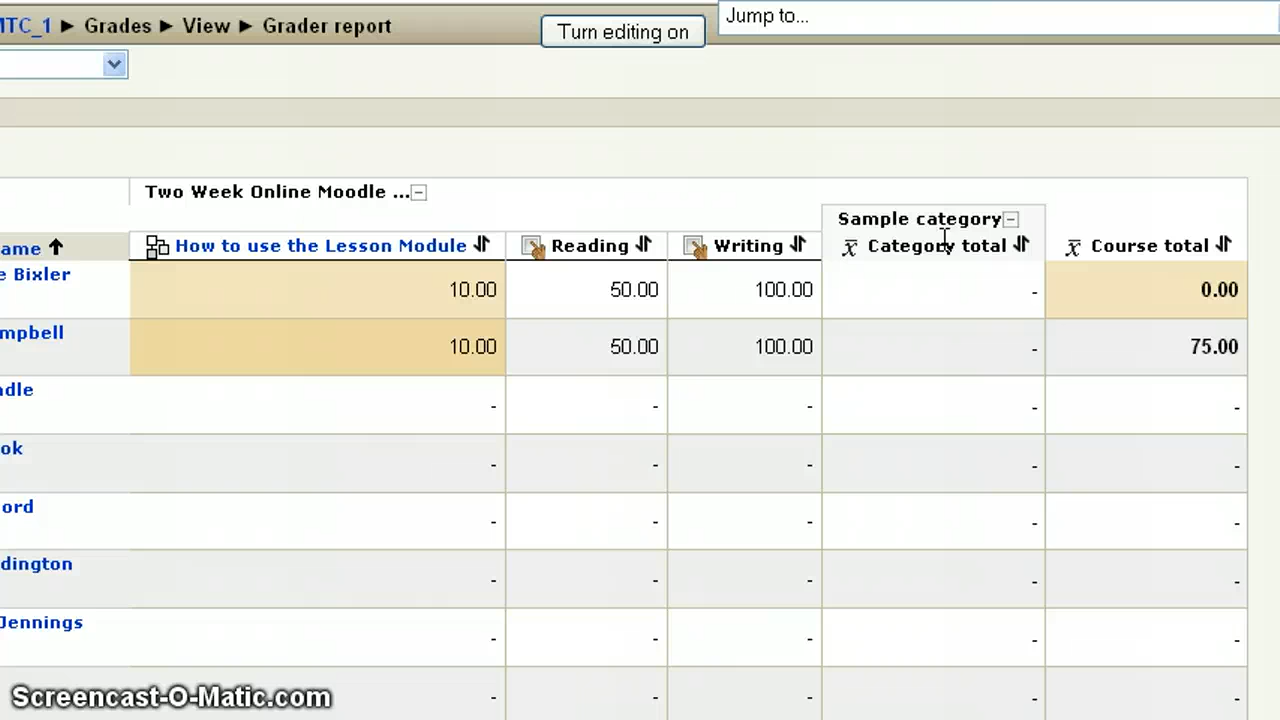 MTC_1 ► Grades ► View ► Grader report
Turn editing on
Jump to...
Two Week Online Moodle ...
Sample category
ame How to use the Lesson Module Reading Writing x̄ Category total x̄ Course total
e Bixler 10.00 50.00 100.00 - 0.00
mpbell 10.00 50.00 100.00 - 75.00
adle - - - - -
ok - - - - -
ord - - - - -
dington - - - - -
Jennings - - - - -
- - - - -
Screencast-O-Matic.com